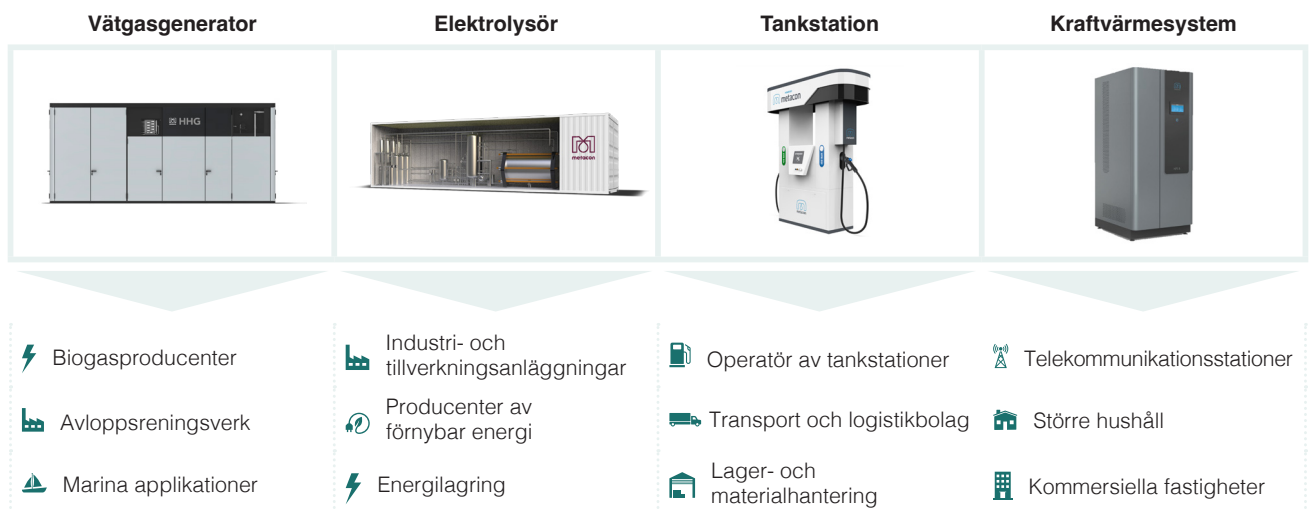 Vätgasgenerator
Elektrolysör
Tankstation
Kraftvärmesystem
HHG
metacon
metacon
Biogasproducenter
Avloppsreningsverk
Marina applikationer
Industri- och
tillverkningsanläggningar
Producenter av
förnybar energi
Energilagring
Operatör av tankstationer
Transport och logistikbolag
Lager- och
materialhantering
Telekommunikationsstationer
Större hushåll
Kommersiella fastigheter